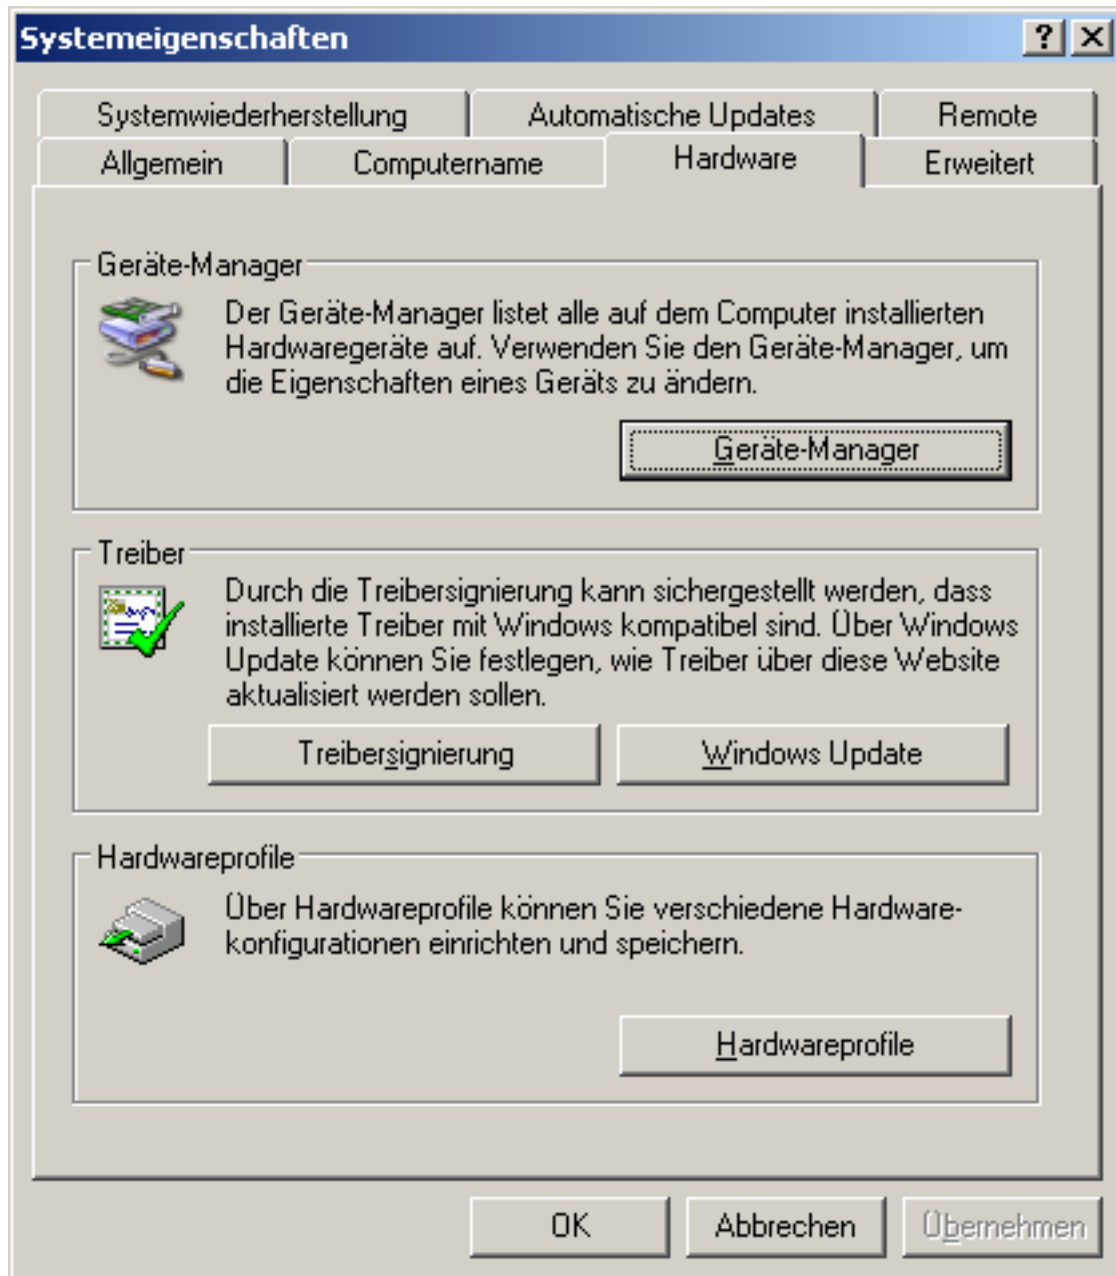 Systemeigenschaften
Systemwiederherstellung Automatische Updates Remote
Allgemein Computername Hardware Erweitert
Geräte-Manager
Der Geräte-Manager listet alle auf dem Computer installierten
Hardwaregeräte auf. Verwenden Sie den Geräte-Manager, um
die Eigenschaften eines Geräts zu ändern.
Geräte-Manager
Treiber
Durch die Treibersignierung kann sichergestellt werden, dass
installierte Treiber mit Windows kompatibel sind. Über Windows
Update können Sie festlegen, wie Treiber über diese Website
aktualisiert werden sollen.
Treibersignierung Windows Update
Hardwareprofile
Über Hardwareprofile können Sie verschiedene Hardware-
konfigurationen einrichten und speichern.
Hardwareprofile
OK Abbrechen Übernehmen